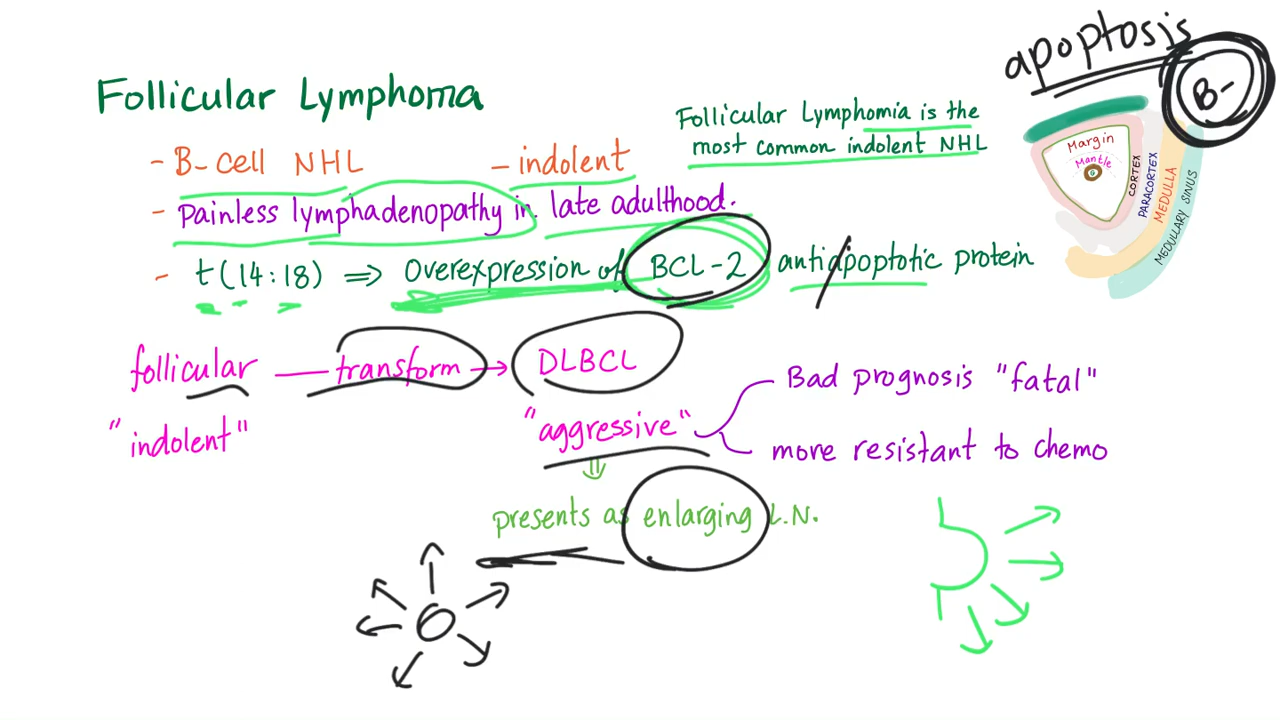 apoptosis
B-
Follicular Lymphoma
Follicular Lymphomia is the
most common indolent NHL
- B-cell NHL - indolent
- Painless lymphadenopathy in late adulthood.
- t(14:18) ⇒ Overexpression of BCL-2 antiapoptotic protein
Margin
Mantle
CORTEX
PARACORTEX
MEDULLA
MEDULLARY SINUS
follicular — transform → DLBCL
"indolent"
"aggressive"
Bad prognosis "fatal"
more resistant to chemo
presents as enlarging L.N.